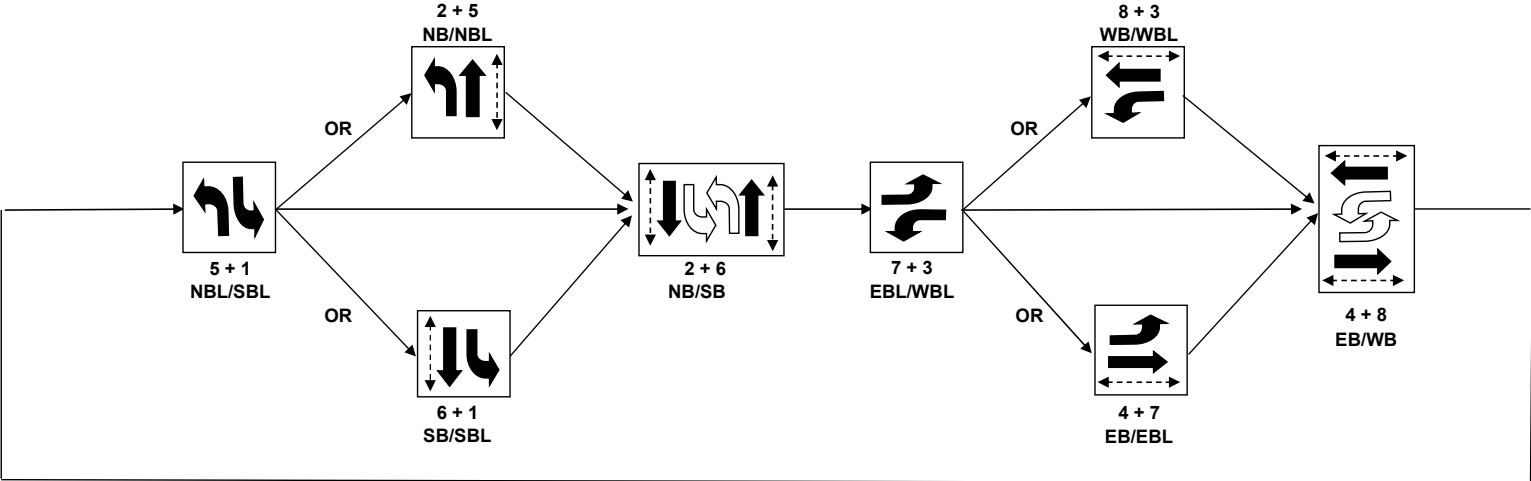 2 + 5
NB/NBL
8 + 3
WB/WBL
OR
OR
5 + 1
NBL/SBL
2 + 6
NB/SB
7 + 3
EBL/WBL
OR
OR
4 + 8
EB/WB
6 + 1
SB/SBL
4 + 7
EB/EBL